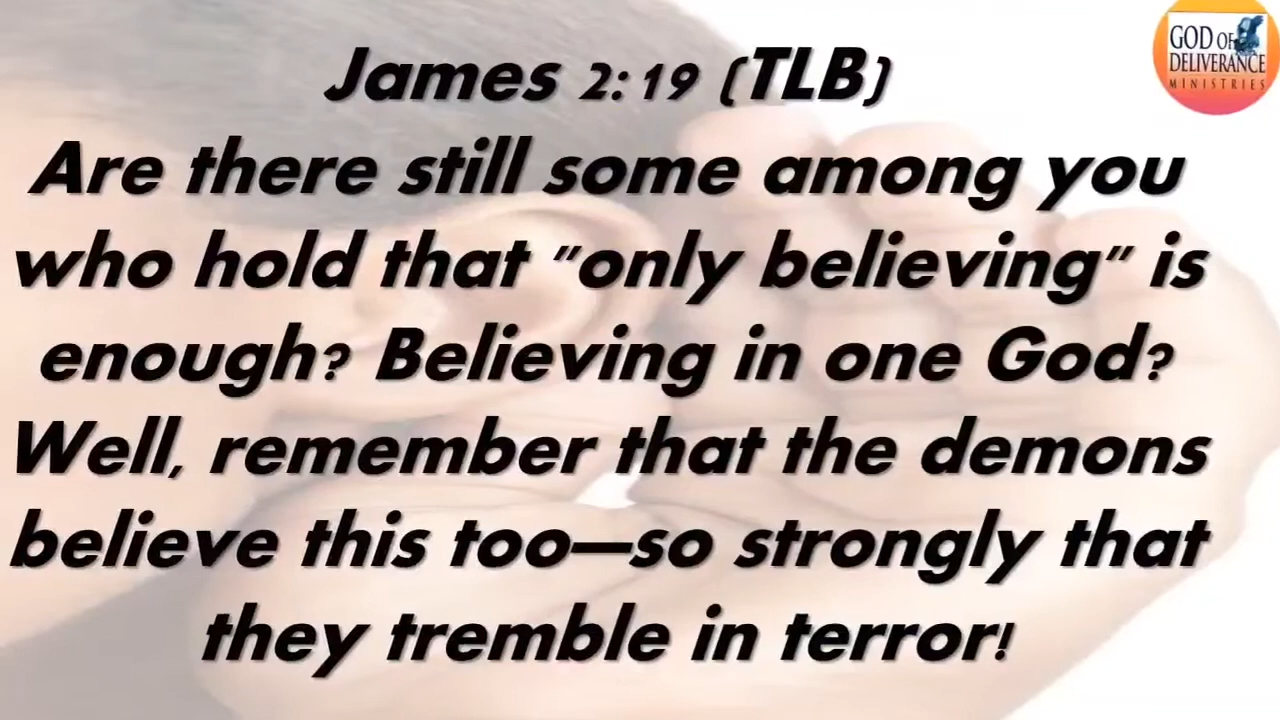 James 2:19 (TLB)
Are there still some among you
who hold that "only believing" is
enough? Believing in one God?
Well, remember that the demons
believe this too—so strongly that
they tremble in terror!
GOD OF
DELIVERANCE
MINISTRIES